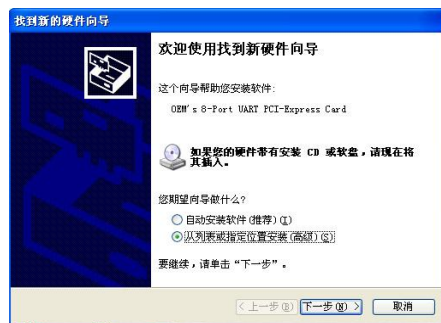 找到新的硬件向导
欢迎使用找到新硬件向导
这个向导帮助您安装软件:
OEM's 8-Port UART PCI-Express Card
如果您的硬件带有安装 CD 或软盘，请现在将
其插入。
您期望向导做什么?
自动安装软件(推荐)(I)
从列表或指定位置安装(高级)(S)
要继续，请单击“下一步”。
< 上一步(B) 下一步(N) > 取消